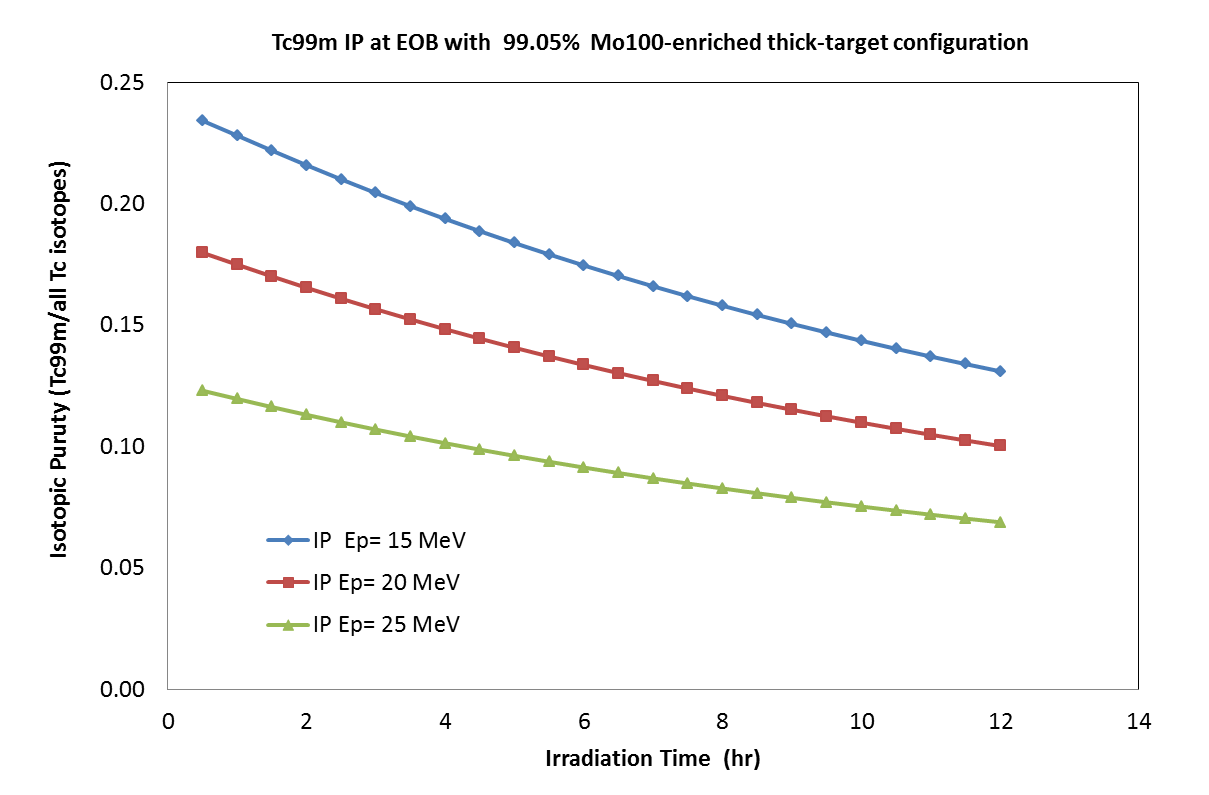 Tc99m IP at EOB with  99.05%  Mo100-enriched thick-target configuration
0.25
0.20
0.15
0.10
0.05
0.00
Isotopic Puruty (Tc99m/all Tc isotopes)
IP  Ep= 15 MeV
IP Ep= 20 MeV
IP Ep= 25 MeV
0 2 4 6 8 10 12 14
Irradiation Time  (hr)